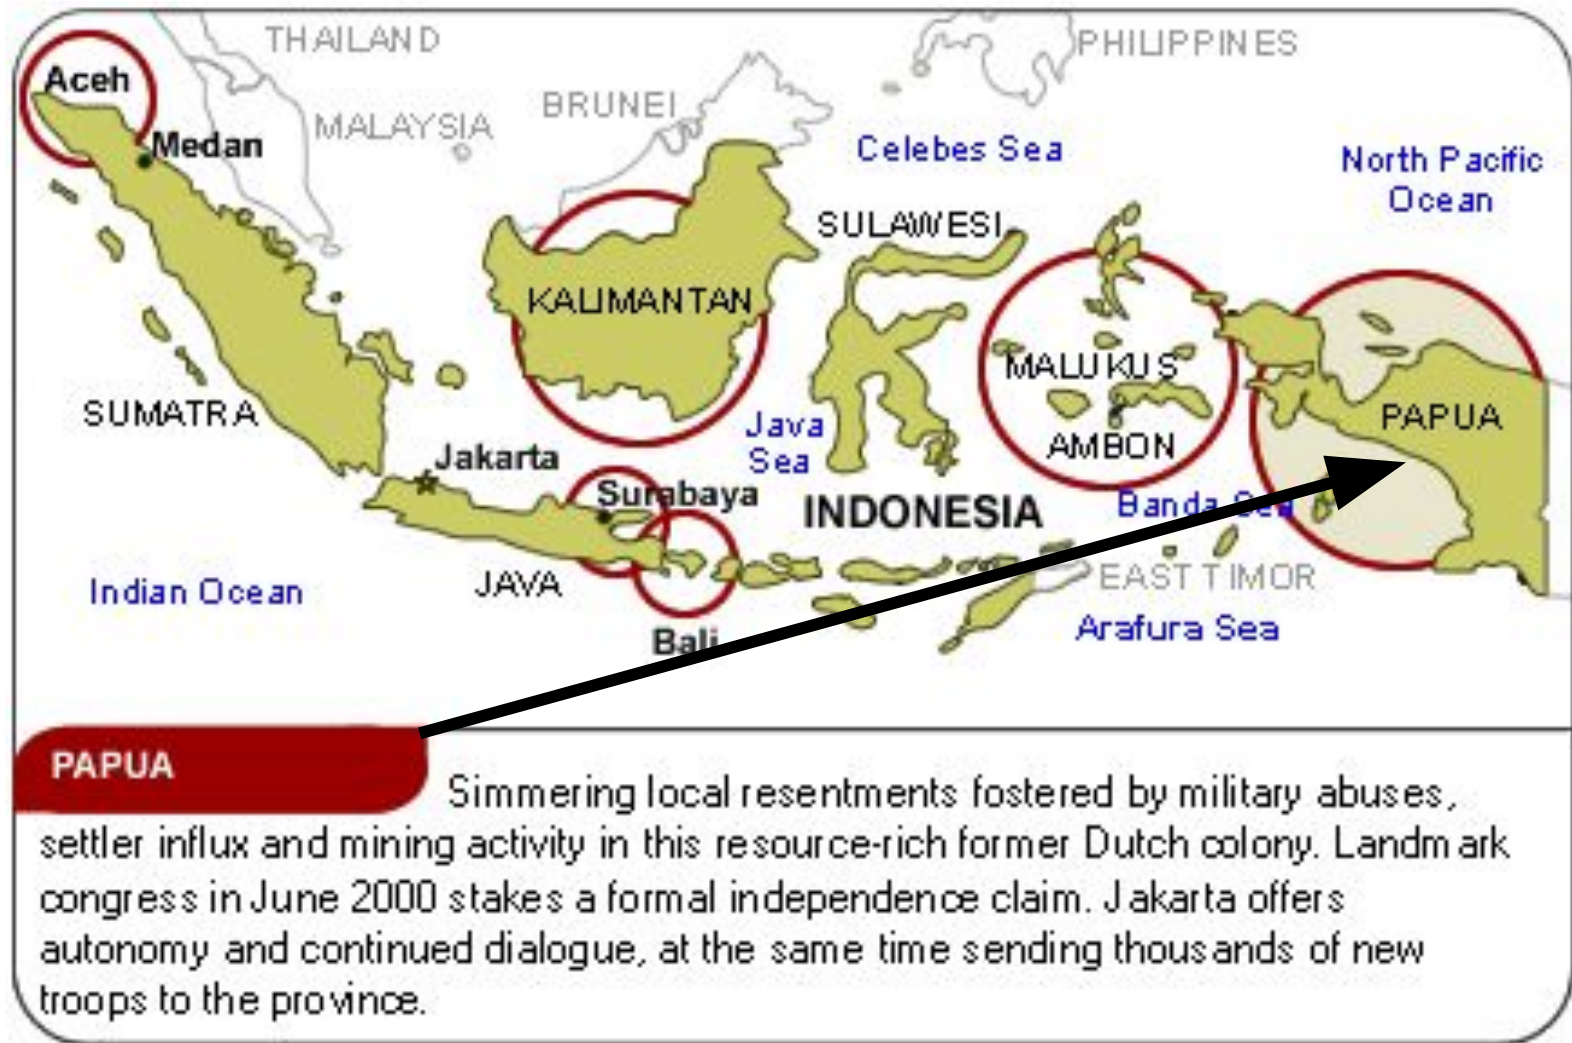 THAILAND
PHILIPPINES
Aceh
BRUNEI
MALAYSIA
Medan
Celebes Sea
North Pacific
Ocean
SULAWESI
KALIMANTAN
MALUKUS
SUMATRA
PAPUA
Java
Sea
AMBON
Jakarta
Surabaya
INDONESIA
Banda Sea
Indian Ocean
JAVA
EAST TIMOR
Arafura Sea
Bali
PAPUA
Simmering local resentments fostered by military abuses,
settler influx and mining activity in this resource-rich former Dutch colony. Landmark
congress in June 2000 stakes a formal independence claim. Jakarta offers
autonomy and continued dialogue, at the same time sending thousands of new
troops to the province.